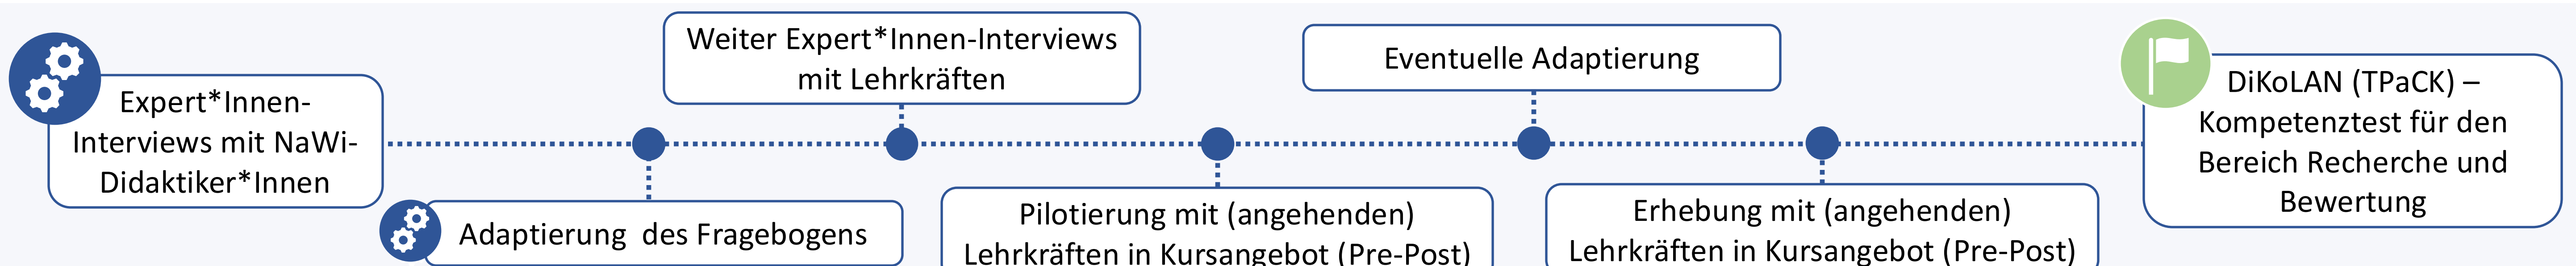 Expert*Innen-
Interviews mit NaWi-
Didaktiker*Innen
Adaptierung  des Fragebogens
Weiter Expert*Innen-Interviews
mit Lehrkräften
Pilotierung mit (angehenden)
Lehrkräften in Kursangebot (Pre-Post)
Eventuelle Adaptierung
Erhebung mit (angehenden)
Lehrkräften in Kursangebot (Pre-Post)
DiKoLAN (TPaCK) –
Kompetenztest für den
Bereich Recherche und
Bewertung